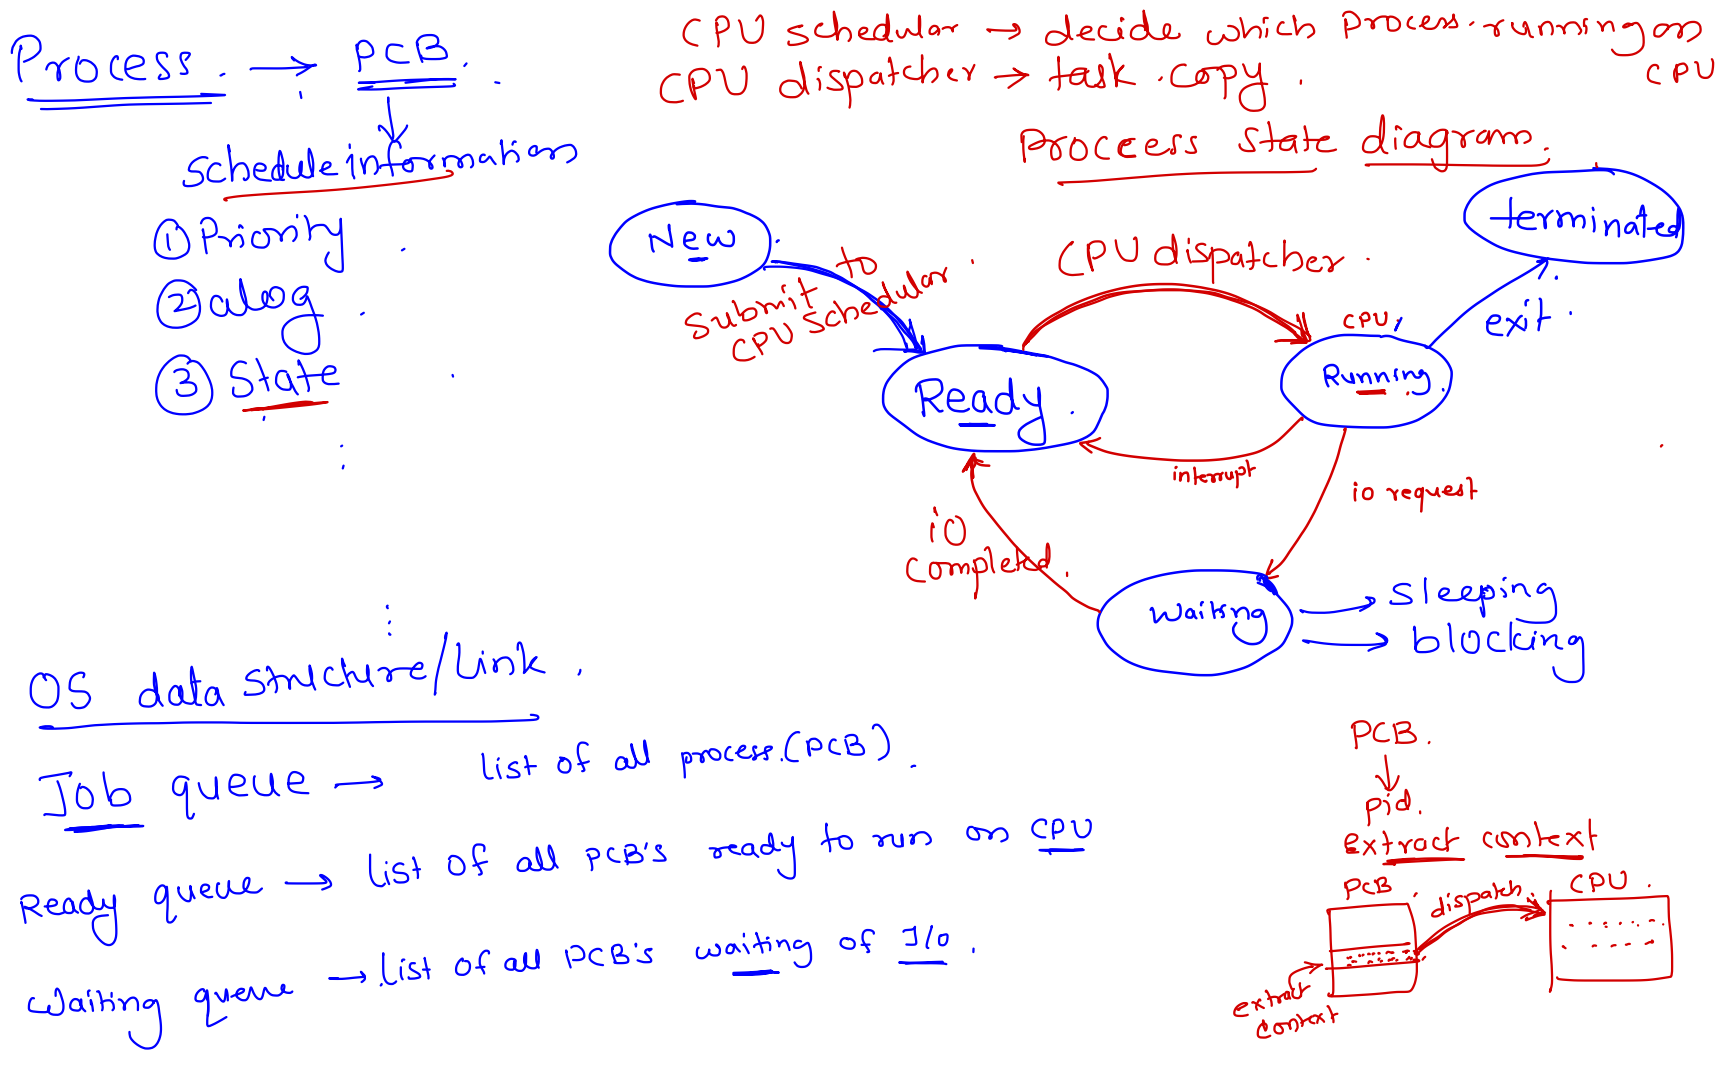 Process. → PCB.
schedule information
① Priority
② alog
③ State
CPU schedular → decide which process running on
CPU
CPU dispatcher → task copy.
Proceess state diagram.
New
Submit to
CPU schedular
Ready.
CPU dispatcher
CPU
Running.
terminated
exit.
interrupt
io request
io
completed.
Waiting
→ sleeping
→ blocking
OS data structure/Link.
Job queue → list of all process.(PCB).
Ready queue → list of all PCB's ready to run on CPU
Waiting queue → list of all PCB's waiting of I/O.
PCB.
pid.
extract context
PCB
dispatch.
CPU.
extract
context